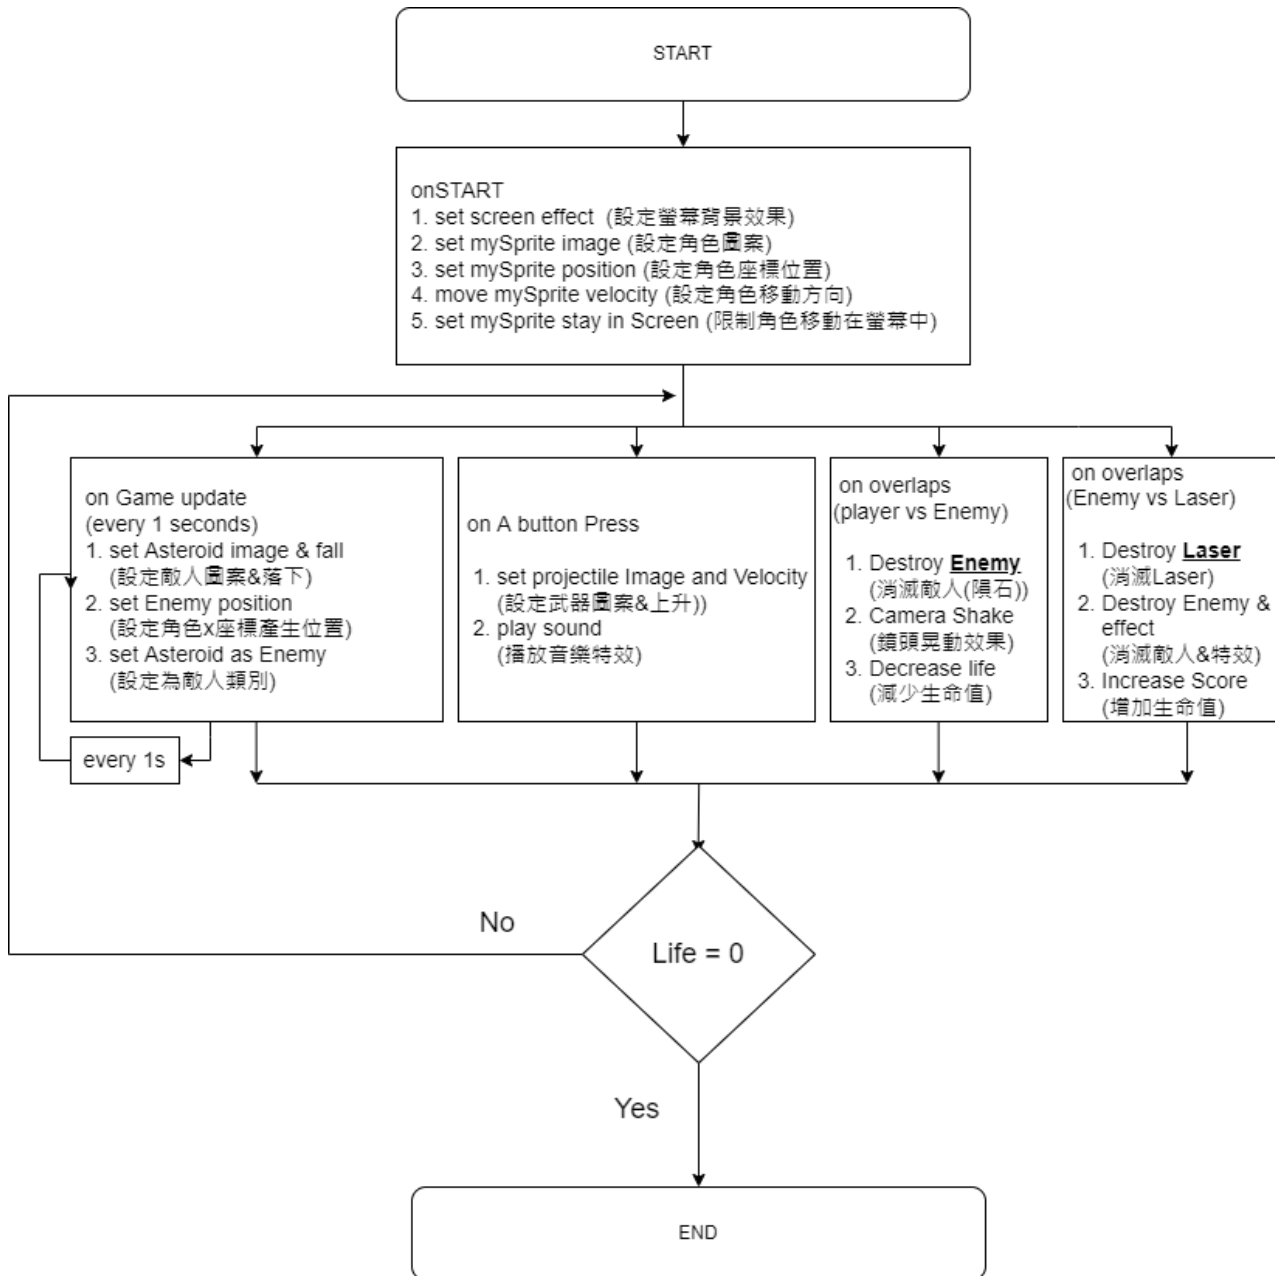 START
onSTART
1. set screen effect (設定螢幕背景效果)
2. set mySprite image (設定角色圖案)
3. set mySprite position (設定角色座標位置)
4. move mySprite velocity (設定角色移動方向)
5. set mySprite stay in Screen (限制角色移動在螢幕中)
on Game update
(every 1 seconds)
1. set Asteroid image & fall
(設定敵人圖案&落下)
2. set Enemy position
(設定角色x座標產生位置)
3. set Asteroid as Enemy
(設定為敵人類別)
every 1s
on A button Press
1. set projectile Image and Velocity
(設定武器圖案&上升))
2. play sound
(播放音樂特效)
on overlaps
(player vs Enemy)
1. Destroy Enemy
(消滅敵人(隕石))
2. Camera Shake
(鏡頭晃動效果)
3. Decrease life
(減少生命值)
on overlaps
(Enemy vs Laser)
1. Destroy Laser
(消滅Laser)
2. Destroy Enemy &
effect
(消滅敵人&特效)
3. Increase Score
(增加生命值)
No
Life = 0
Yes
END